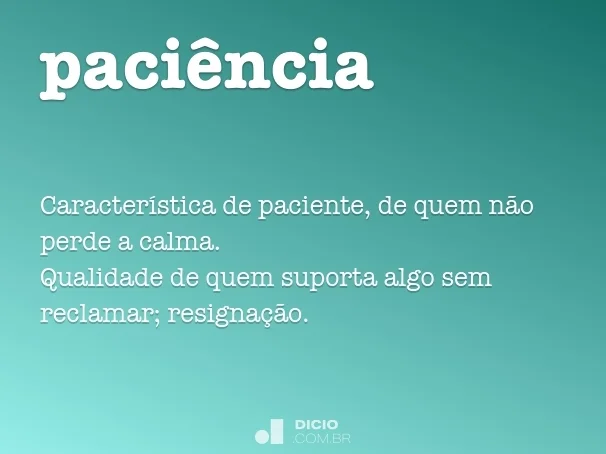 paciência
Característica de paciente, de quem não
perde a calma.
Qualidade de quem suporta algo sem
reclamar; resignação.
DICIO
.COM.BR